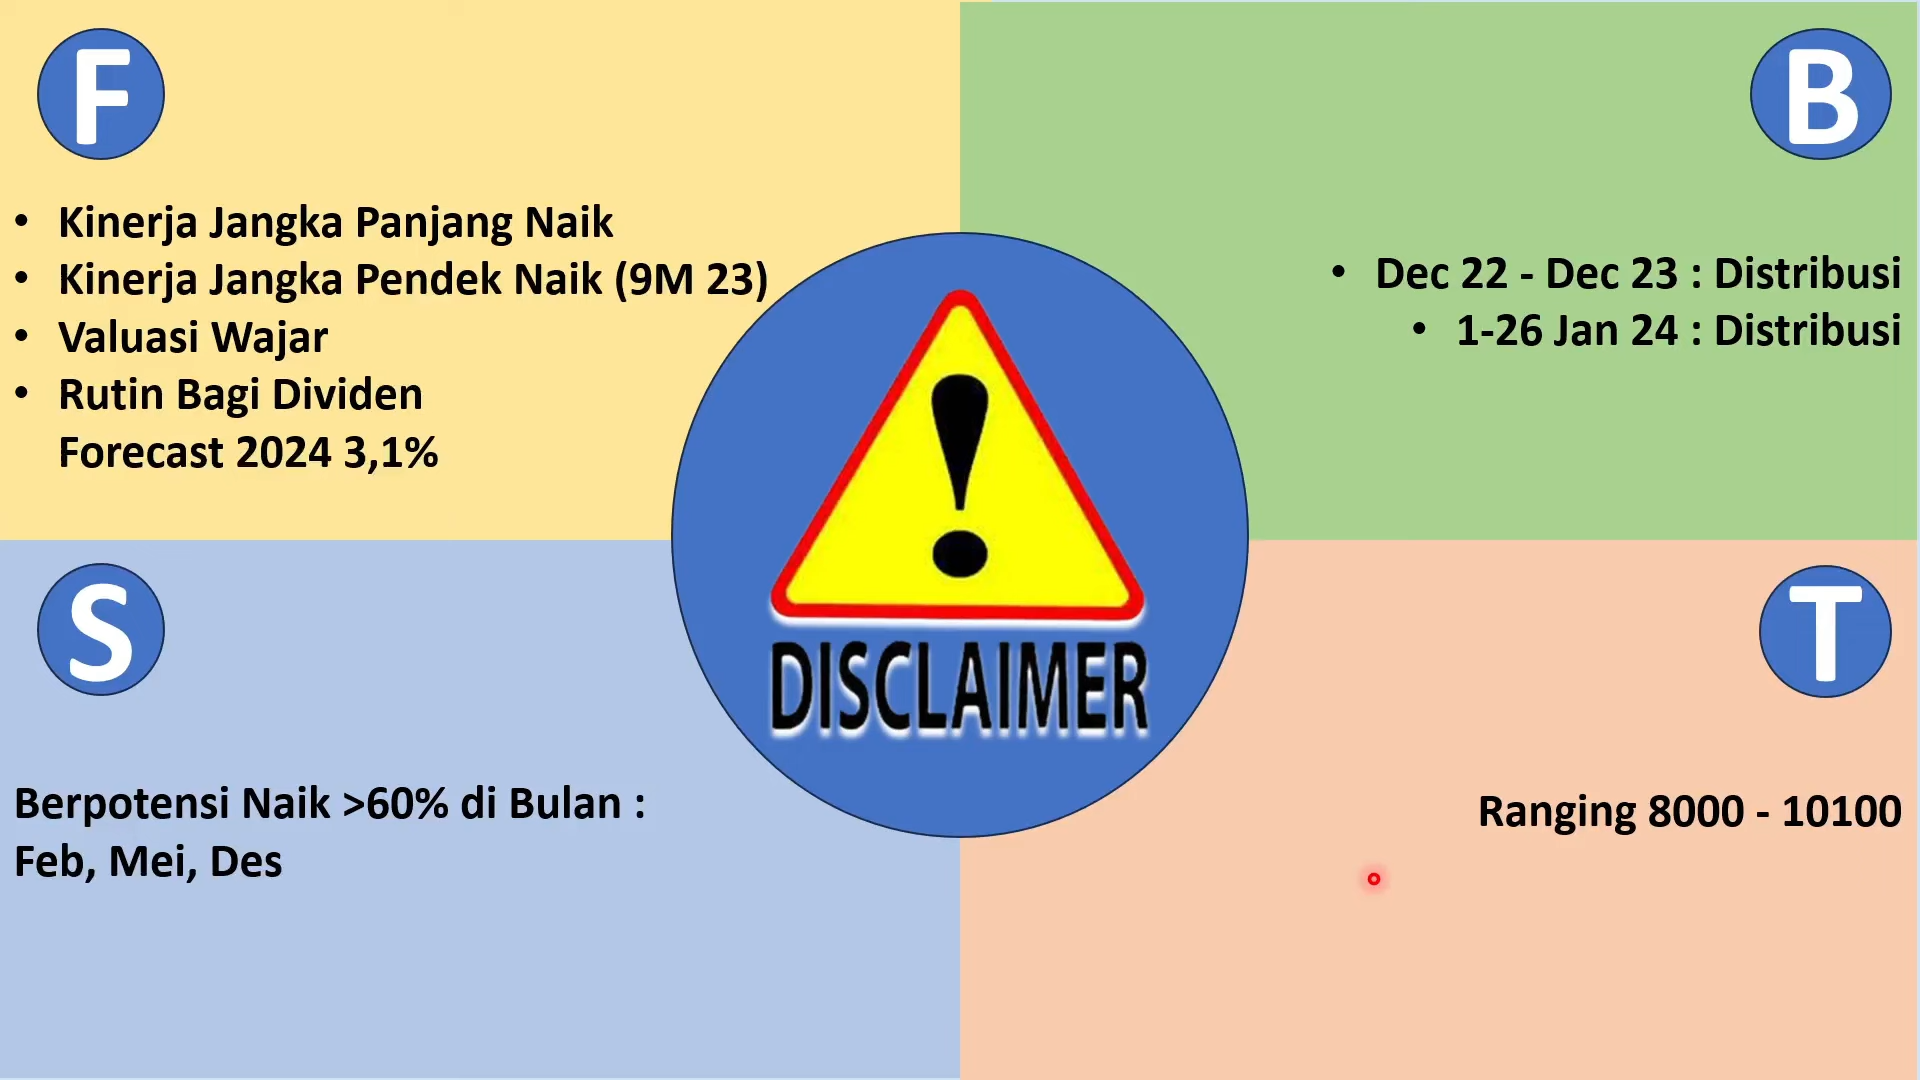 F
• Kinerja Jangka Panjang Naik
• Kinerja Jangka Pendek Naik (9M 23)
• Valuasi Wajar
• Rutin Bagi Dividen
Forecast 2024 3,1%
B
• Dec 22 - Dec 23 : Distribusi
• 1-26 Jan 24 : Distribusi
!
DISCLAIMER
S
Berpotensi Naik >60% di Bulan :
Feb, Mei, Des
T
Ranging 8000 - 10100